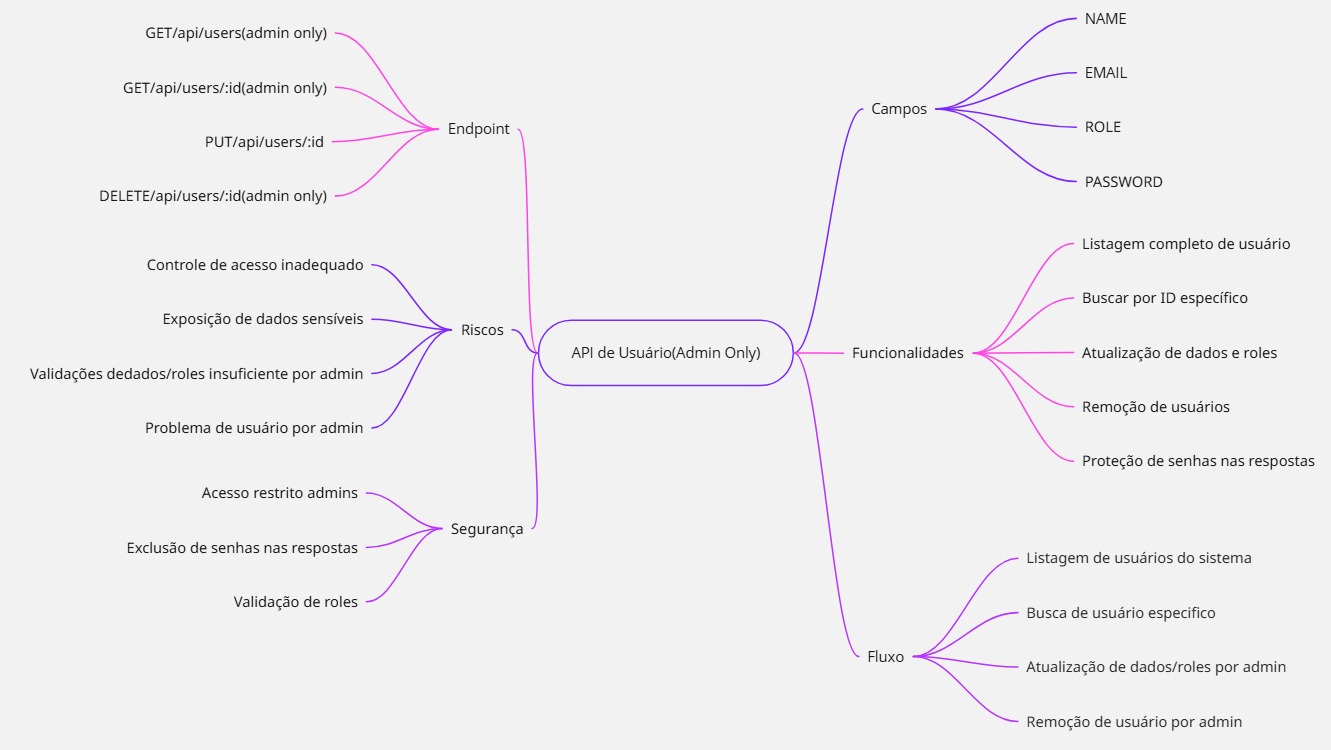 API de Usuário(Admin Only)
Endpoint
GET/api/users(admin only)
GET/api/users/:id(admin only)
PUT/api/users/:id
DELETE/api/users/:id(admin only)
Riscos
Controle de acesso inadequado
Exposição de dados sensíveis
Validações dedados/roles insuficiente por admin
Problema de usuário por admin
Segurança
Acesso restrito admins
Exclusão de senhas nas respostas
Validação de roles
Campos
NAME
EMAIL
ROLE
PASSWORD
Funcionalidades
Listagem completo de usuário
Buscar por ID específico
Atualização de dados e roles
Remoção de usuários
Proteção de senhas nas respostas
Fluxo
Listagem de usuários do sistema
Busca de usuário especifico
Atualização de dados/roles por admin
Remoção de usuário por admin